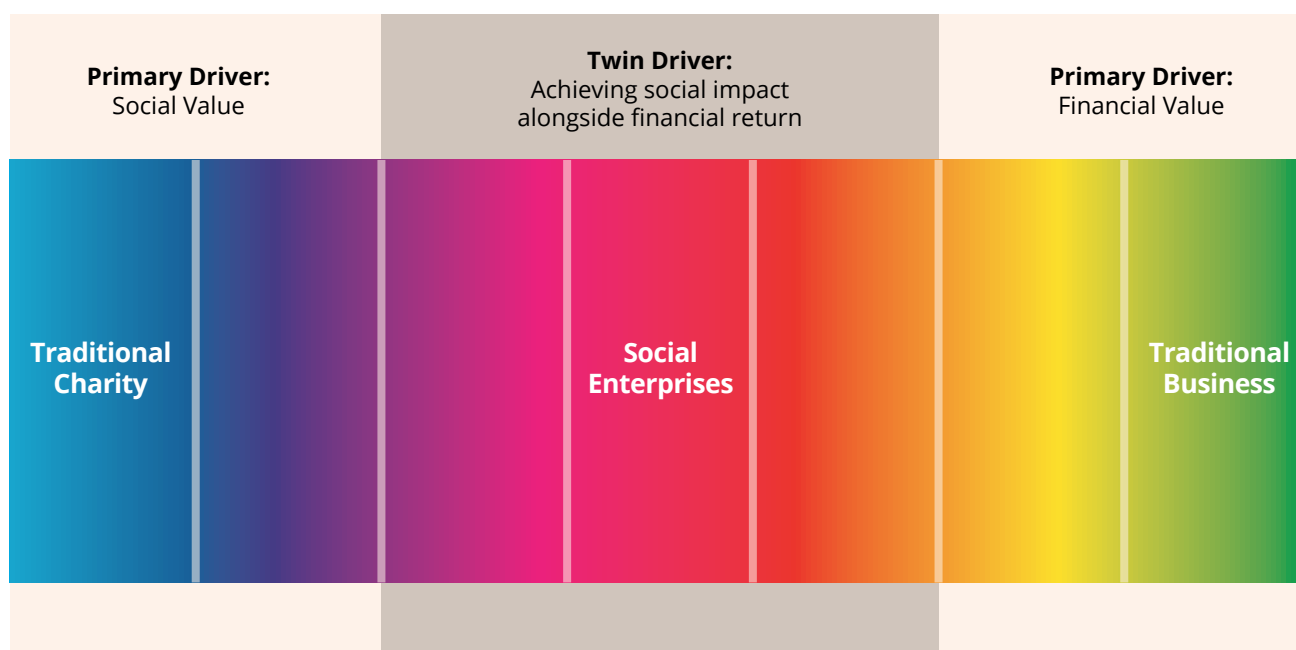 Primary Driver:
Social Value
Twin Driver:
Achieving social impact
alongside financial return
Primary Driver:
Financial Value
Traditional
Charity
Social
Enterprises
Traditional
Business